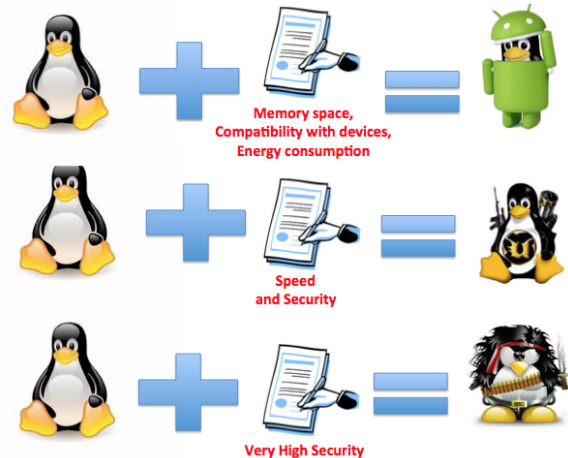 Memory space,
Compatibility with devices,
Energy consumption
Speed
and Security
Very High Security